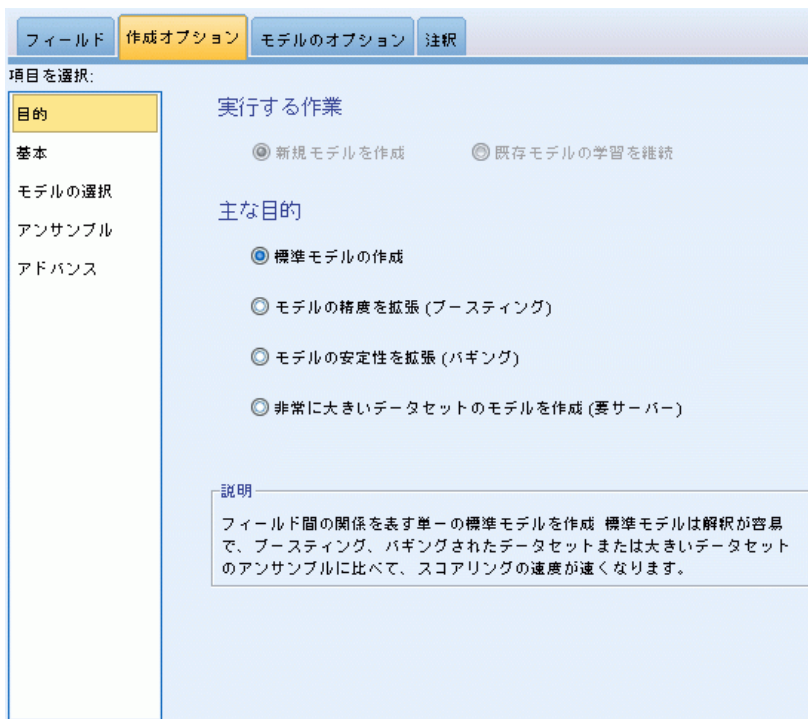 フィールド 作成オプション モデルのオプション 注釈
項目を選択:
目的
基本
モデルの選択
アンサンブル
アドバンス
実行する作業
新規モデルを作成 既存モデルの学習を継続
主な目的
標準モデルの作成
モデルの精度を拡張 (ブースティング)
モデルの安定性を拡張 (バギング)
非常に大きいデータセットのモデルを作成 (要サーバー)
説明
フィールド間の関係を表す単一の標準モデルを作成 標準モデルは解釈が容易
で、ブースティング、バギングされたデータセットまたは大きいデータセット
のアンサンブルに比べて、スコアリングの速度が速くなります。